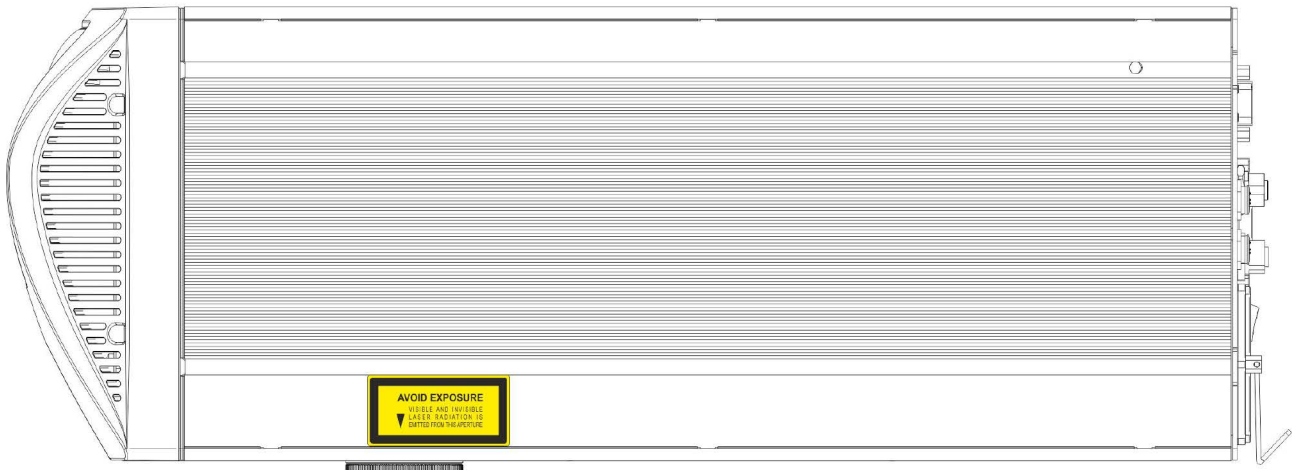 AVOID EXPOSURE
VISIBLE AND INVISIBLE
LASER RADIATION IS
EMITTED FROM THIS APERTURE